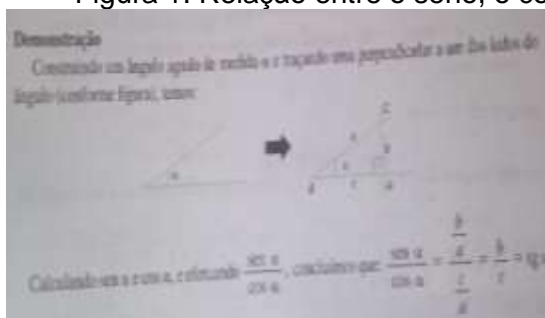 Figura 1. Relação entre o seno, o
Demonstração
Construindo um ângulo agudo de medida α e traçando uma perpendicular a um dos lados do
ângulo (conforme figura), temos:
α
a b
c
Calculando sen α e cos α, e efetuando sen α / cos α, concluímos que: sen α / cos α = b/a / c/a = b/c = tg